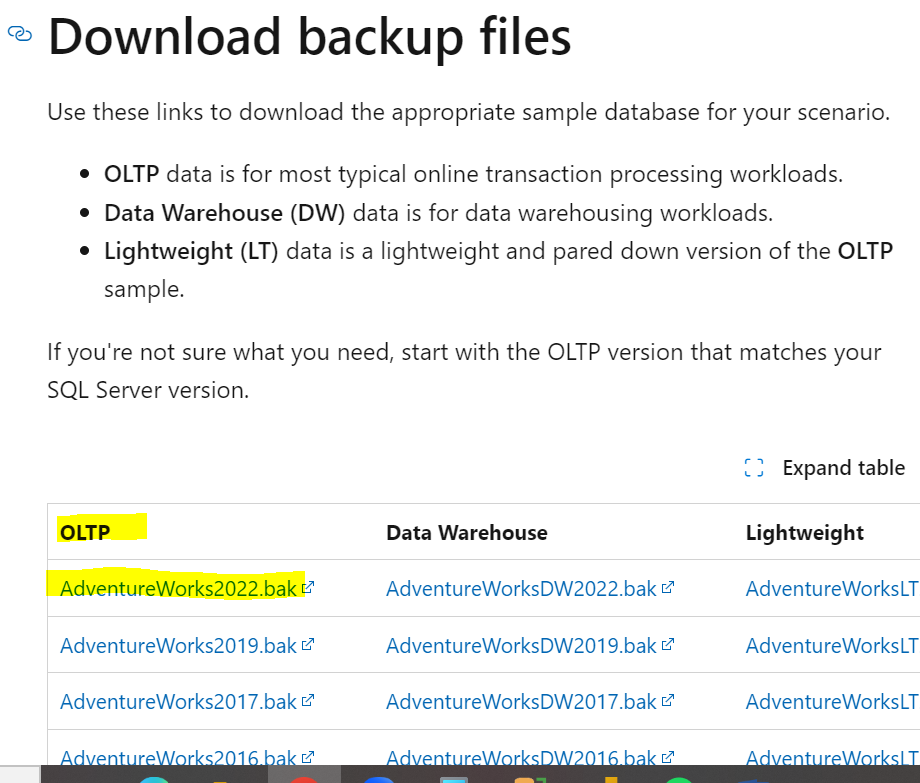 Download backup files
Use these links to download the appropriate sample database for your scenario.
• OLTP data is for most typical online transaction processing workloads.
• Data Warehouse (DW) data is for data warehousing workloads.
• Lightweight (LT) data is a lightweight and pared down version of the OLTP
sample.
If you're not sure what you need, start with the OLTP version that matches your
SQL Server version.
Expand table
OLTP Data Warehouse Lightweight
AdventureWorks2022.bak AdventureWorksDW2022.bak AdventureWorksLT
AdventureWorks2019.bak AdventureWorksDW2019.bak AdventureWorksLT
AdventureWorks2017.bak AdventureWorksDW2017.bak AdventureWorksLT
AdventureWorks2016.bak AdventureWorksDW2016.bak AdventureWorksLT